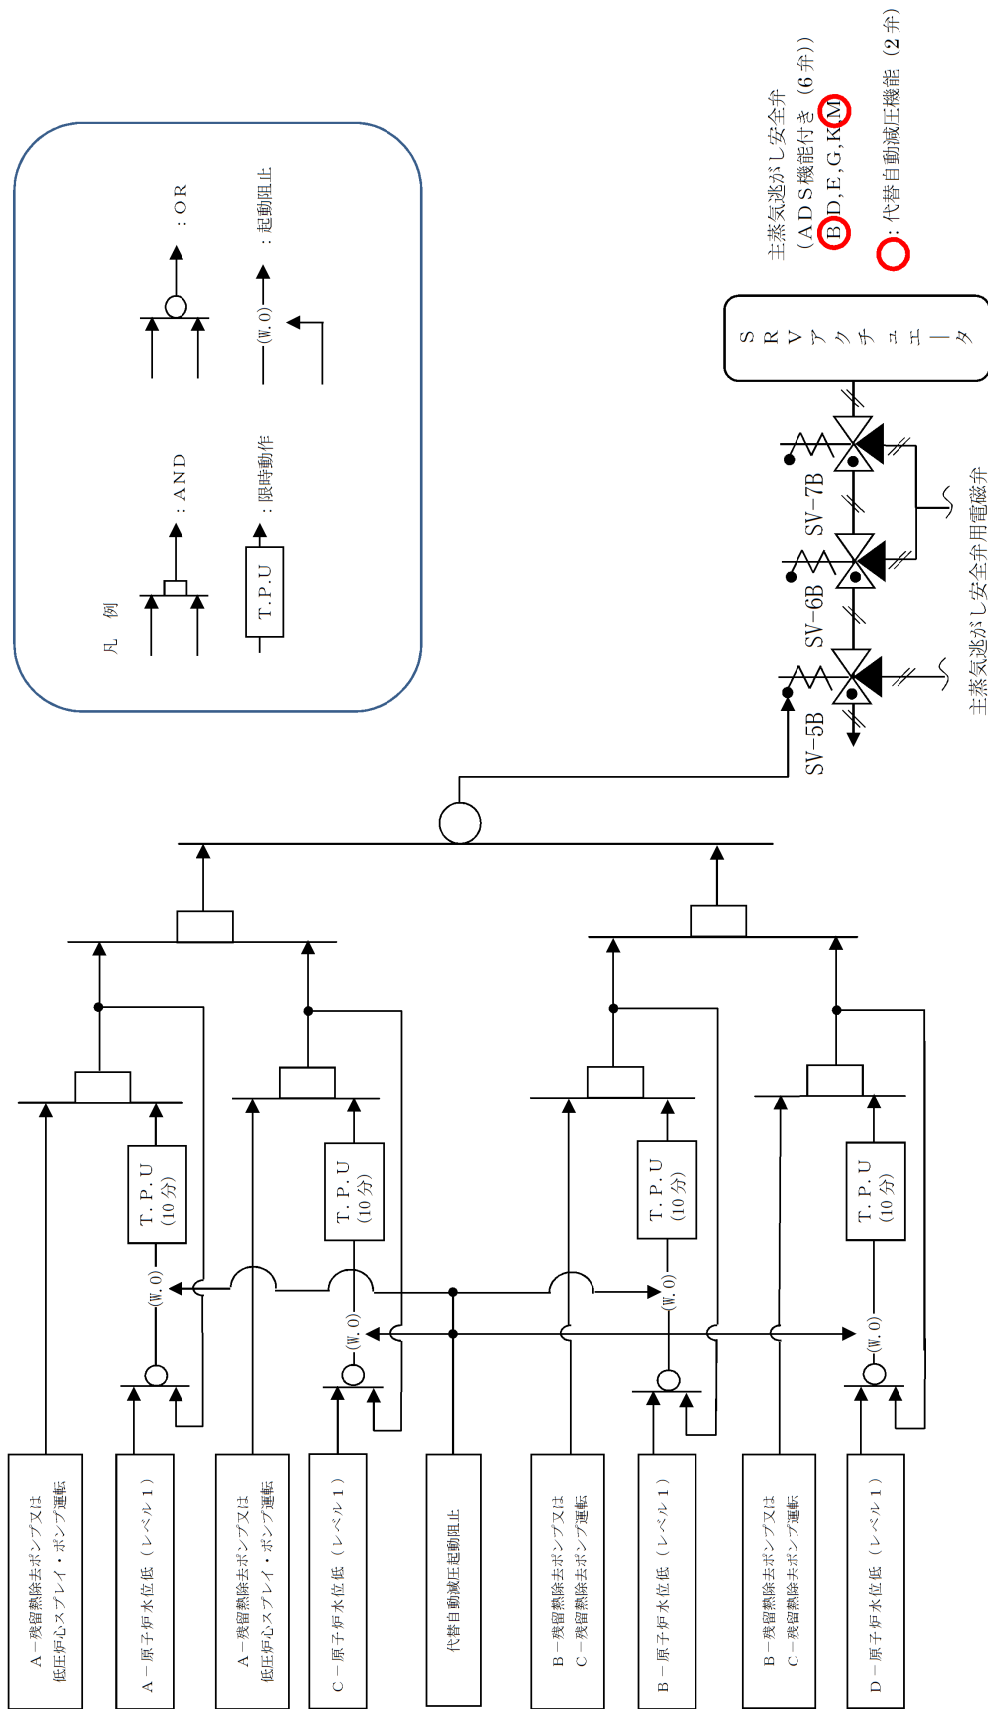 凡　例
：AND
：OR
T.P.U
：限時動作
(W.O)
：起動阻止
A－残留熱除去ポンプ又は
低圧炉心スプレイ・ポンプ運転
A－原子炉水位低（レベル1）
(W.O)
T.P.U
(10分)
A－残留熱除去ポンプ又は
低圧炉心スプレイ・ポンプ運転
C－原子炉水位低（レベル1）
(W.O)
T.P.U
(10分)
代替自動減圧起動阻止
B－残留熱除去ポンプ又は
C－残留熱除去ポンプ運転
B－原子炉水位低（レベル1）
(W.O)
T.P.U
(10分)
B－残留熱除去ポンプ又は
C－残留熱除去ポンプ運転
D－原子炉水位低（レベル1）
(W.O)
T.P.U
(10分)
SV-5B
SV-6B
SV-7B
SRVアクチュエータ
主蒸気逃がし安全弁用電磁弁
主蒸気逃がし安全弁
（ADS機能付き（6弁））
B,D,E,G,K,M
：代替自動減圧機能（2弁）